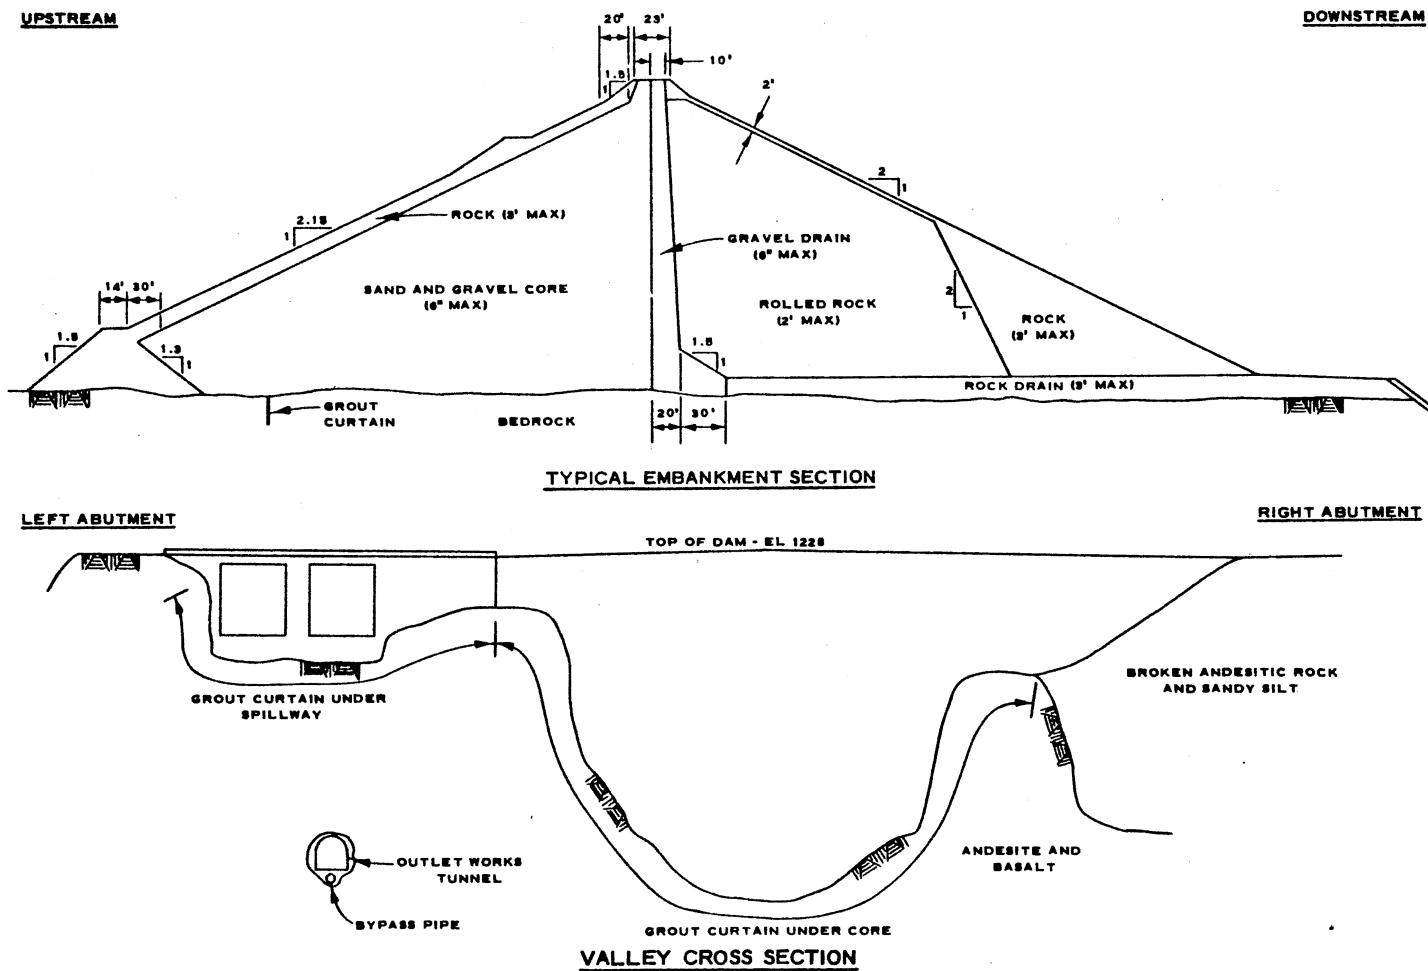 UPSTREAM
DOWNSTREAM
20'
23'
10'
1.5
1
2'
2
1
2.15
1
ROCK (3' MAX)
GRAVEL DRAIN
(6" MAX)
SAND AND GRAVEL CORE
(6" MAX)
ROLLED ROCK
(2' MAX)
2
1
ROCK
(3' MAX)
14'
30'
1.5
1
1.3
1
1.5
1
ROCK DRAIN (3' MAX)
GROUT
CURTAIN
BEDROCK
20'
30'
TYPICAL EMBANKMENT SECTION
LEFT ABUTMENT
RIGHT ABUTMENT
TOP OF DAM - EL 1226
GROUT CURTAIN UNDER
SPILLWAY
BROKEN ANDESITIC ROCK
AND SANDY SILT
ANDESITE AND
BASALT
OUTLET WORKS
TUNNEL
BYPASS PIPE
GROUT CURTAIN UNDER CORE
VALLEY CROSS SECTION